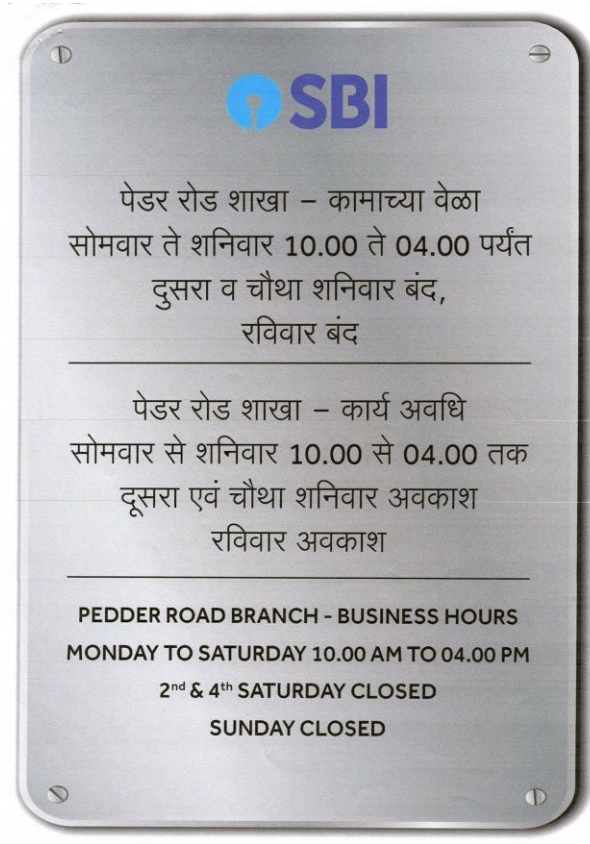 SBI
पेडर रोड शाखा – कामाच्या वेळा
सोमवार ते शनिवार 10.00 ते 04.00 पर्यंत
दुसरा व चौथा शनिवार बंद,
रविवार बंद
पेडर रोड शाखा – कार्य अवधि
सोमवार से शनिवार 10.00 से 04.00 तक
दूसरा एवं चौथा शनिवार अवकाश
रविवार अवकाश
PEDDER ROAD BRANCH - BUSINESS HOURS
MONDAY TO SATURDAY 10.00 AM TO 04.00 PM
2nd & 4th SATURDAY CLOSED
SUNDAY CLOSED